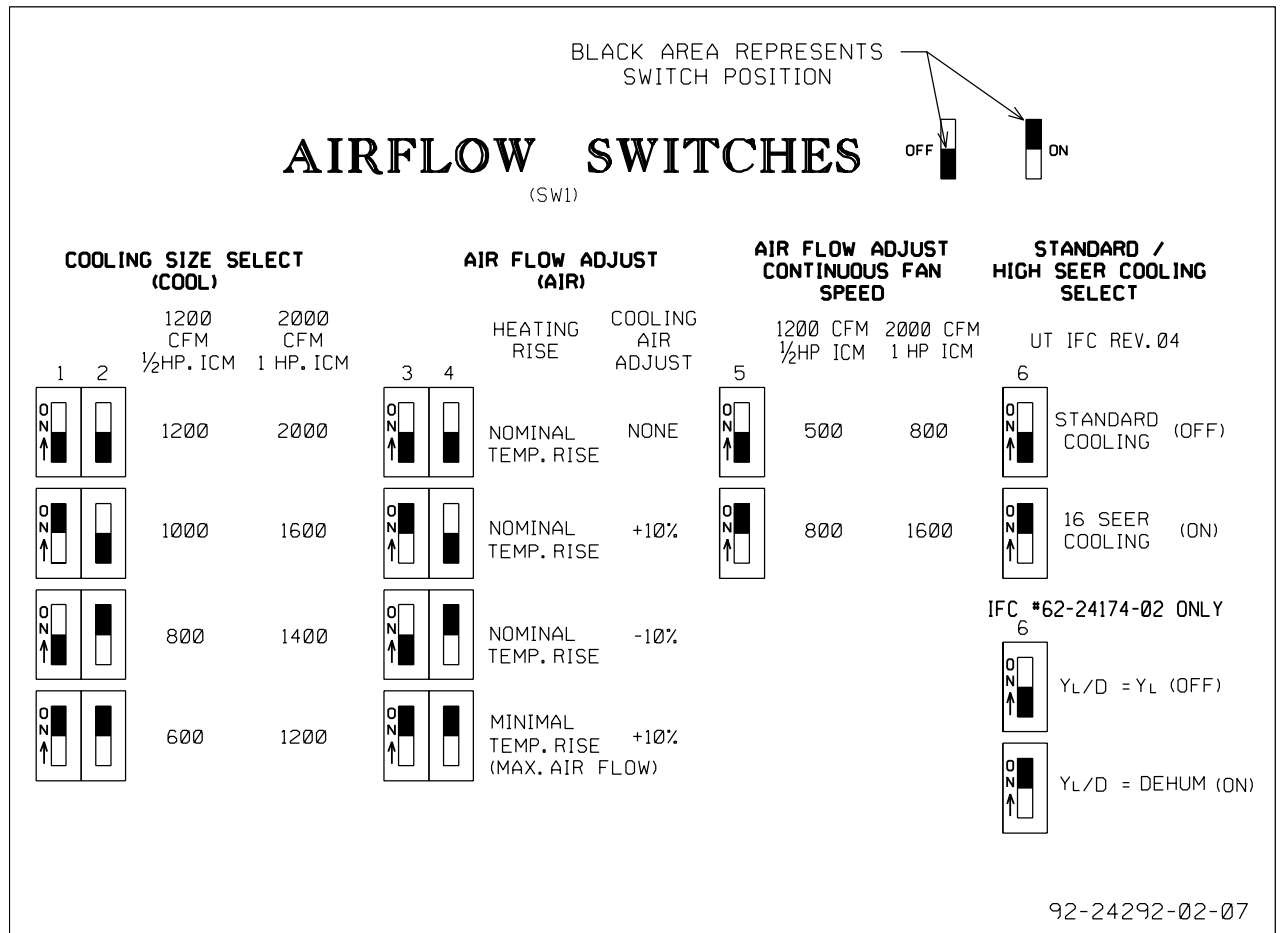 BLACK AREA REPRESENTS
SWITCH POSITION
AIRFLOW SWITCHES
(SW1)
OFF
ON
COOLING SIZE SELECT
(COOL)
1200
CFM
½HP. ICM
2000
CFM
1 HP. ICM
1 2
ON↑ 1200 2000
ON↑ 1000 1600
ON↑ 800 1400
ON↑ 600 1200
AIR FLOW ADJUST
(AIR)
HEATING
RISE
COOLING
AIR
ADJUST
3 4
ON↑
NOMINAL
TEMP. RISE
NONE
ON↑
NOMINAL
TEMP. RISE
+10%
ON↑
NOMINAL
TEMP. RISE
-10%
ON↑
MINIMAL
TEMP. RISE
(MAX. AIR FLOW)
+10%
AIR FLOW ADJUST
CONTINUOUS FAN
SPEED
1200 CFM
½HP ICM
2000 CFM
1 HP ICM
5
ON↑ 500 800
ON↑ 800 1600
STANDARD /
HIGH SEER COOLING
SELECT
UT IFC REV. 04
6
ON↑
STANDARD
COOLING
(OFF)
ON↑
16 SEER
COOLING
(ON)
IFC #62-24174-02 ONLY
6
ON↑ YL/D = YL (OFF)
ON↑ YL/D = DEHUM (ON)
92-24292-02-07